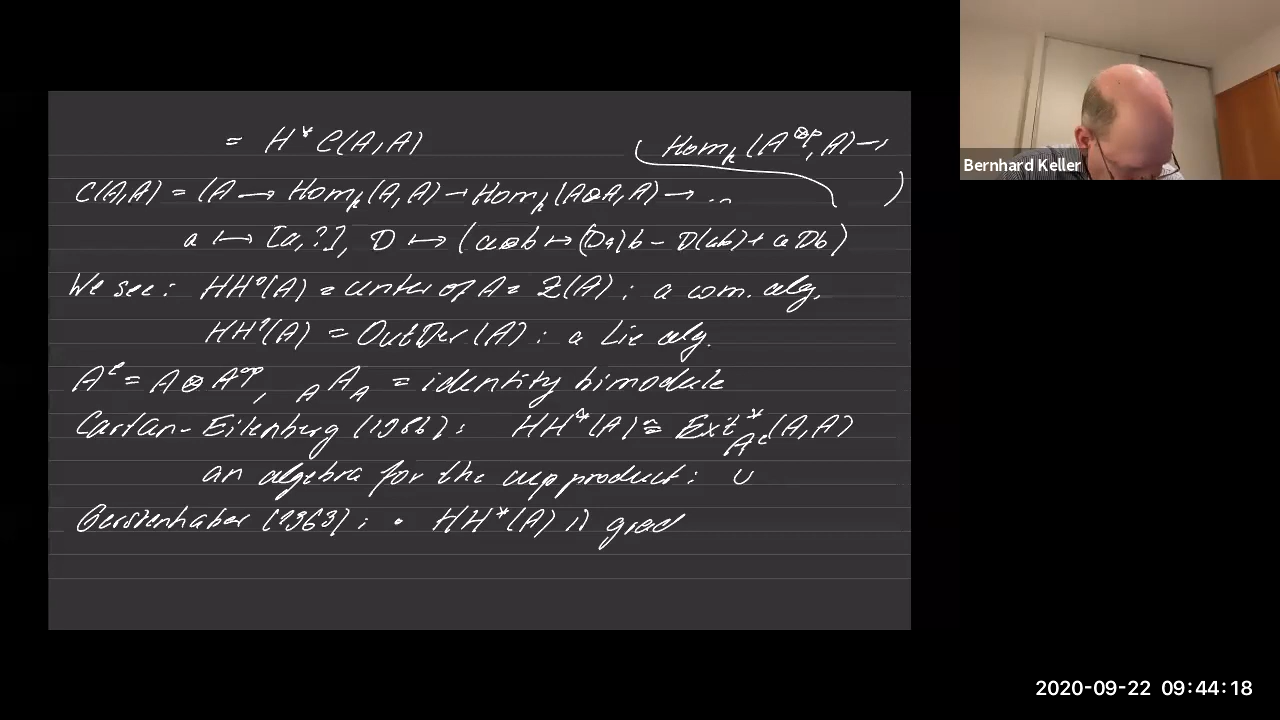 = H* C(A,A)
Hom_k(A^{⊗p}, A) →
C(A,A) = (A → Hom_k(A,A) → Hom_k(A⊗A,A) → ... )
a ↦ [a,?], D ↦ (a⊗b ↦ (Da)b - D(ab) + aDb)
We see: HH⁰(A) = center of A = Z(A) : a com. alg.
HH¹(A) = OutDer(A) : a Lie alg.
A^e = A⊗A^{op}, _A A_A = identity bimodule
Cartan-Eilenberg (1956): HH*(A) ≅ Ext*_{A^e}(A,A)
an algebra for the cup product: ∪
Gerstenhaber (1963): • HH*(A) is grad
Bernhard Keller
2020-09-22 09:44:18